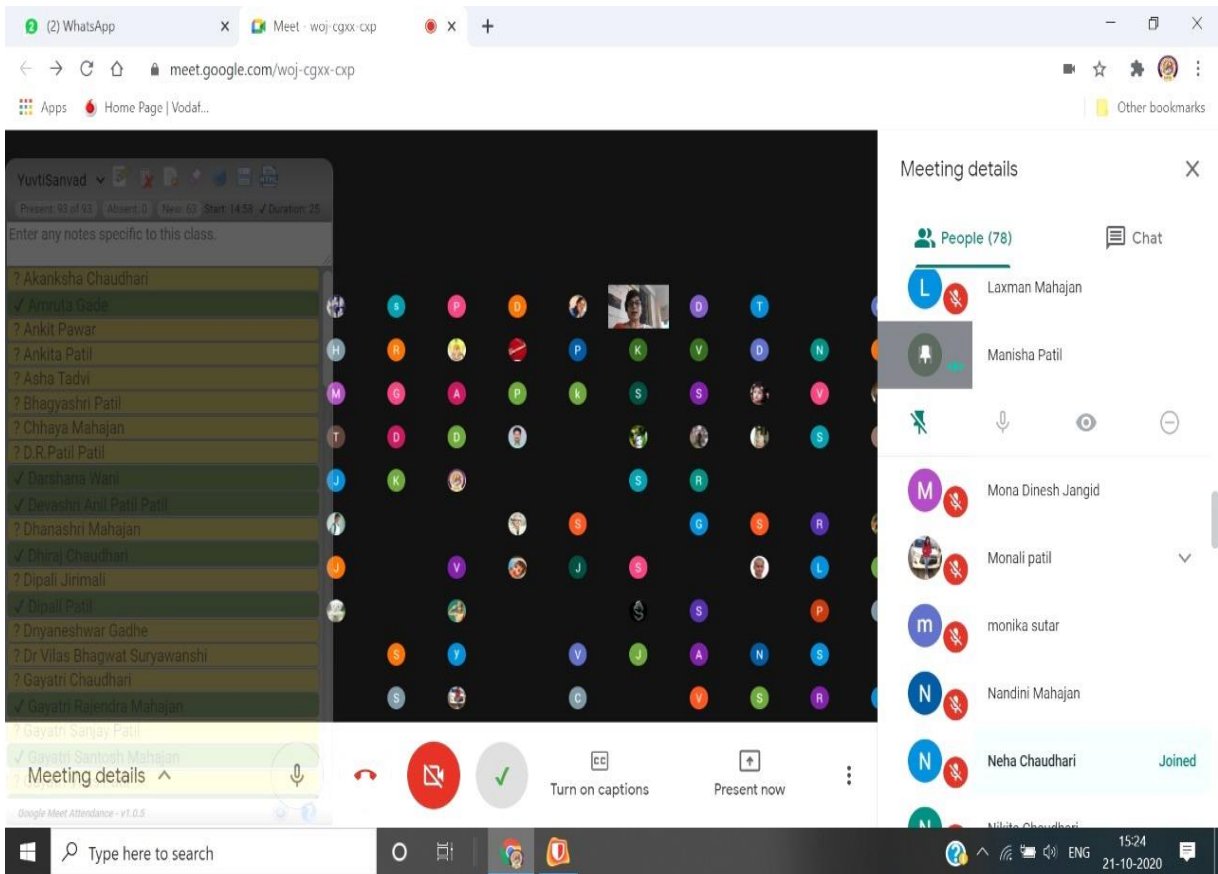 (2) WhatsApp
Meet - woj-cgxx-cxp
meet.google.com/woj-cgxx-cxp
Apps
Home Page | Vodaf...
Other bookmarks
YuvtiSanvad
Present: 93 of 93 Absent: 0 New: 63 Start: 14:58 ✓ Duration: 25
Enter any notes specific to this class.
? Akanksha Chaudhari
✓ Amruta Gade
? Ankit Pawar
? Ankita Patil
? Asha Tadvi
? Bhagyashri Patil
? Chhaya Mahajan
? D.R.Patil Patil
✓ Darshana Wani
✓ Devashri Anil Patil Patil
? Dhanashri Mahajan
✓ Dhiraj Chaudhari
? Dipali Jirimali
✓ Dipali Patil
? Dnyaneshwar Gadhe
? Dr Vilas Bhagwat Suryawanshi
? Gayatri Chaudhari
✓ Gayatri Rajendra Mahajan
? Gayatri Sanjay Patil
✓ Gayatri Santosh Mahajan
Meeting details
Google Meet Attendance - v1.0.5
s P D D T
H R P K V D N
M G A P k S S V
T D D S
J K S R
S G S R
J V J S L
S P
S y V J A N S
S C V S R
Turn on captions
Present now
Meeting details
People (78)
Chat
L Laxman Mahajan
Manisha Patil
M Mona Dinesh Jangid
Monali patil
m monika sutar
N Nandini Mahajan
N Neha Chaudhari Joined
Nikita Chaudhari
Type here to search
ENG
15:24
21-10-2020